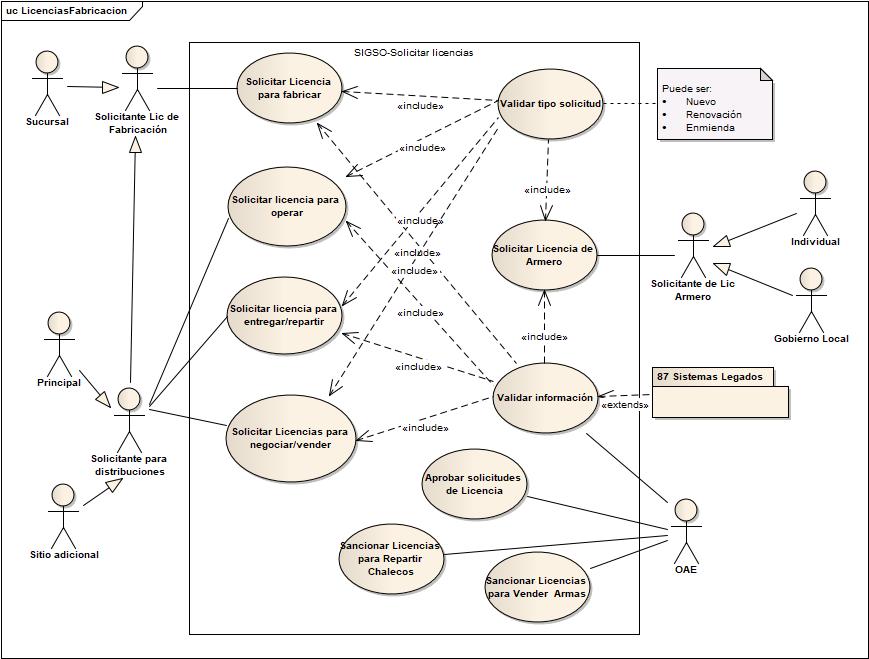 uc LicenciasFabricacion
SIGSO-Solicitar licencias
Sucursal
Solicitante Lic de
Fabricación
Solicitar Licencia
para fabricar
«include»
Validar tipo solicitud
Puede ser:
• Nuevo
• Renovación
• Enmienda
«include»
Solicitar licencia para
operar
«include»
«include»
Individual
Solicitar Licencia de
Armero
«include»
«include»
Solicitante de Lic
Armero
Gobierno Local
Solicitar licencia para
entregar/repartir
«include»
«include»
Principal
«include»
87 Sistemas Legados
Validar información
«extends»
Solicitar Licencias para
negociar/vender
«include»
Solicitante para
distribuciones
Aprobar solicitudes
de Licencia
Sitio adicional
Sancionar Licencias
para Repartir
Chalecos
OAE
Sancionar Licencias
para Vender Armas